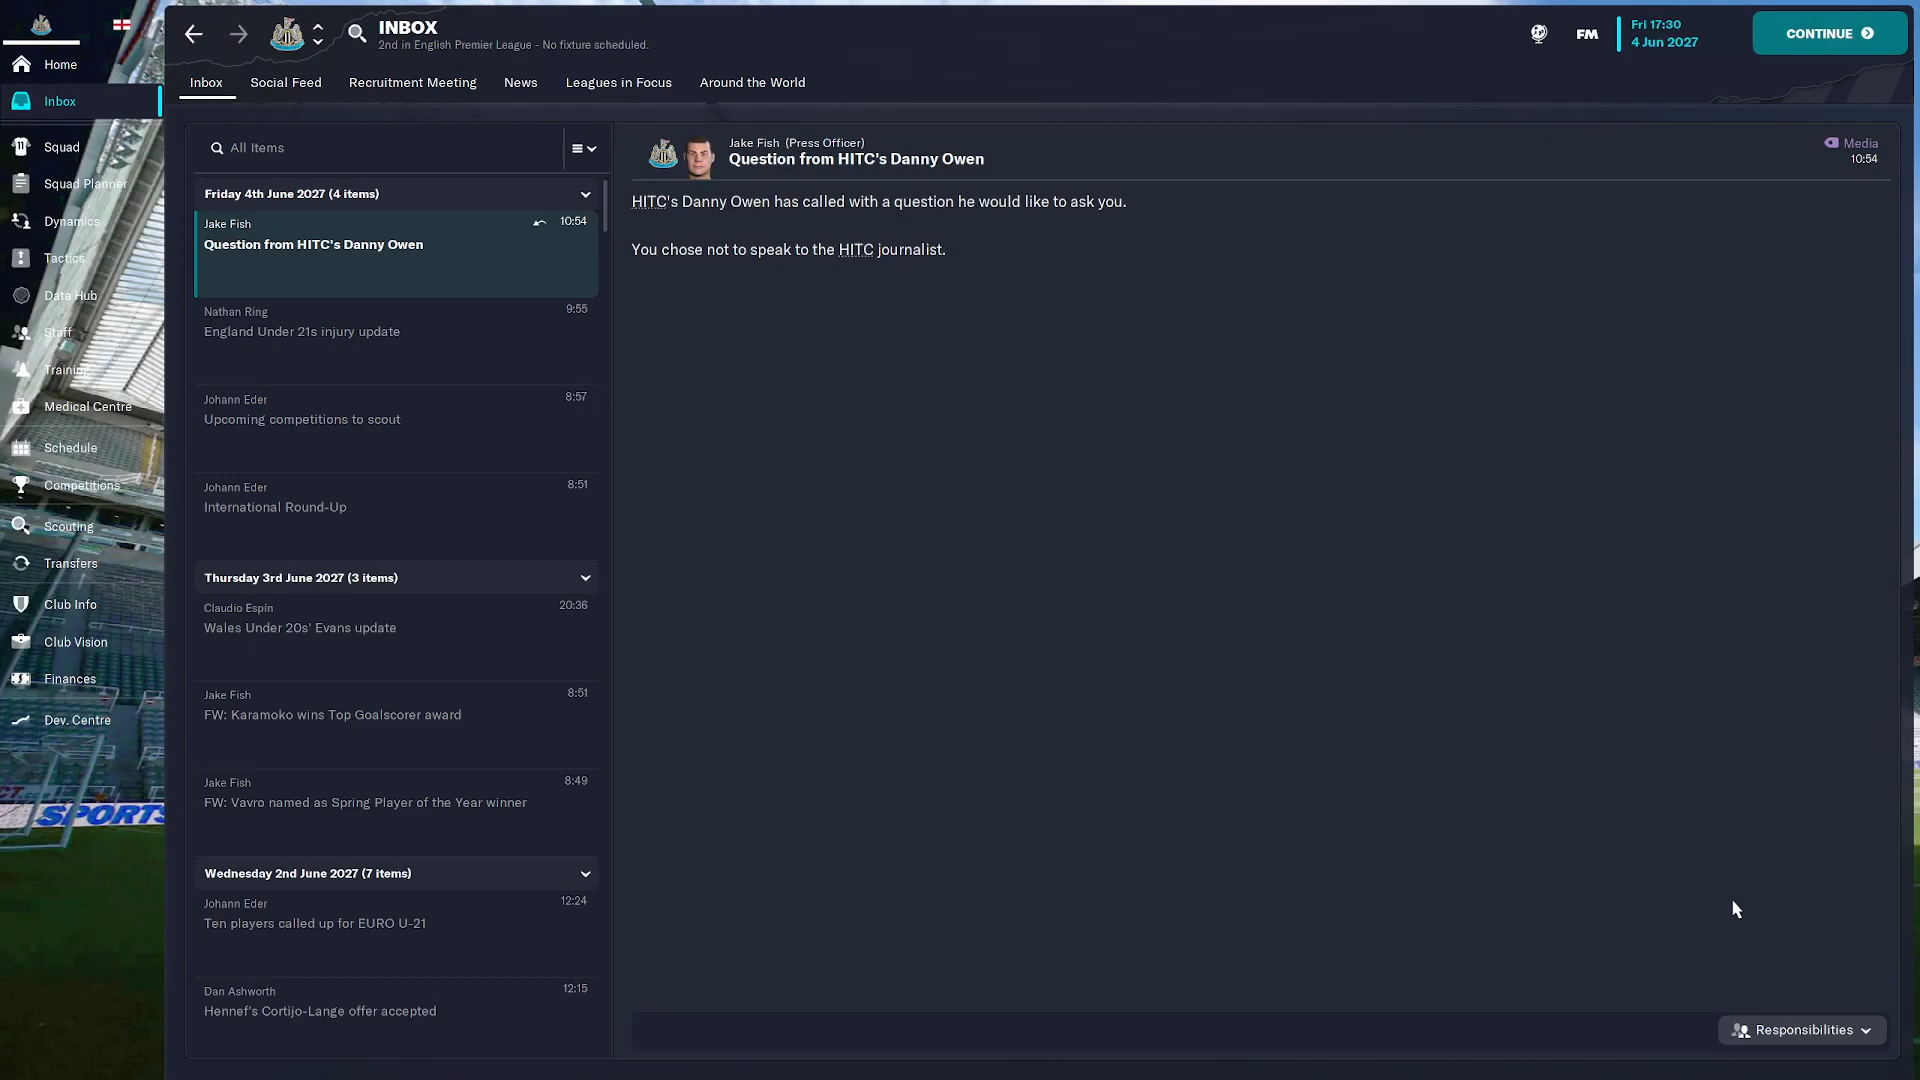 INBOX
2nd in English Premier League - No fixture scheduled.
FM
Fri 17:30
4 Jun 2027
CONTINUE
Inbox
Social Feed
Recruitment Meeting
News
Leagues in Focus
Around the World
Home
Inbox
Squad
Squad Planner
Dynamics
Tactics
Data Hub
Staff
Training
Medical Centre
Schedule
Competitions
Scouting
Transfers
Club Info
Club Vision
Finances
Dev. Centre
SPORTS
All Items
Friday 4th June 2027 (4 items)
Jake Fish
10:54
Question from HITC's Danny Owen
Nathan Ring
9:55
England Under 21s injury update
Johann Eder
8:57
Upcoming competitions to scout
Johann Eder
8:51
International Round-Up
Thursday 3rd June 2027 (3 items)
Claudio Espín
20:36
Wales Under 20s' Evans update
Jake Fish
8:51
FW: Karamoko wins Top Goalscorer award
Jake Fish
8:49
FW: Vavro named as Spring Player of the Year winner
Wednesday 2nd June 2027 (7 items)
Johann Eder
12:24
Ten players called up for EURO U-21
Dan Ashworth
12:15
Hennef's Cortijo-Lange offer accepted
Jake Fish (Press Officer)
Question from HITC's Danny Owen
Media
10:54
HITC's Danny Owen has called with a question he would like to ask you.
You chose not to speak to the HITC journalist.
Responsibilities